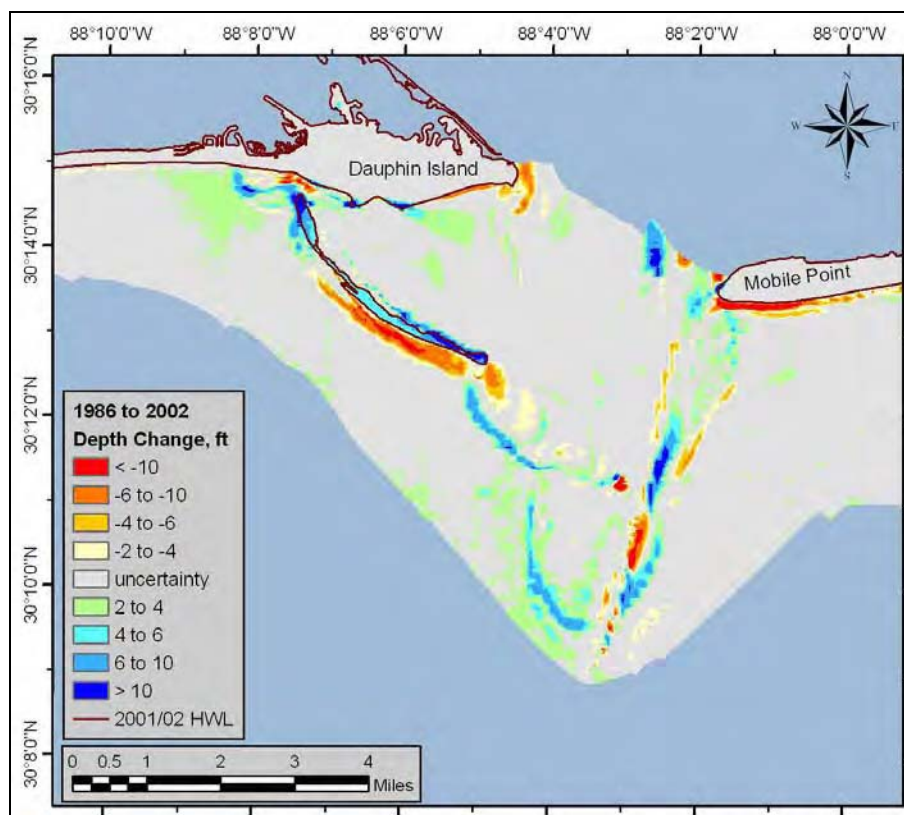 88°10'0"W 88°8'0"W 88°6'0"W 88°4'0"W 88°2'0"W 88°0'0"W
30°16'0"N
30°14'0"N
30°12'0"N
30°10'0"N
30°8'0"N
N
W E
S
Dauphin Island
Mobile Point
1986 to 2002
Depth Change, ft
< -10
-6 to -10
-4 to -6
-2 to -4
uncertainty
2 to 4
4 to 6
6 to 10
> 10
2001/02 HWL
0 0.5 1 2 3 4
Miles